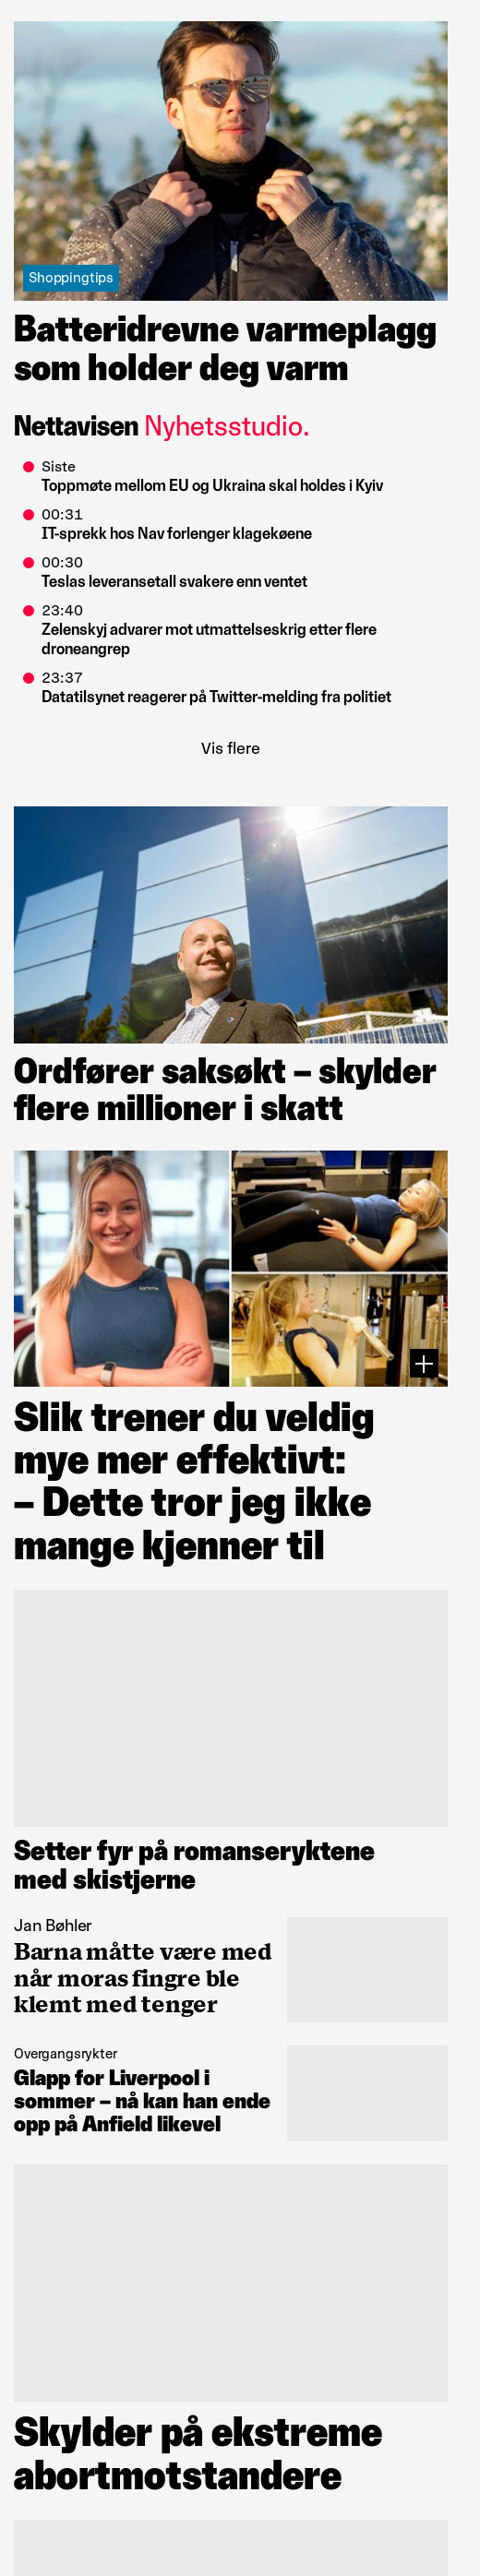 Shoppingtips
Batteridrevne varmeplagg
som holder deg varm
Nettavisen Nyhetsstudio.
Siste
Toppmøte mellom EU og Ukraina skal holdes i Kyiv
00:31
IT-sprekk hos Nav forlenger klagekøene
00:30
Teslas leveransetall svakere enn ventet
23:40
Zelenskyj advarer mot utmattelseskrig etter flere
droneangrep
23:37
Datatilsynet reagerer på Twitter-melding fra politiet
Vis flere
Ordfører saksøkt – skylder
flere millioner i skatt
Slik trener du veldig
mye mer effektivt:
– Dette tror jeg ikke
mange kjenner til
Setter fyr på romanseryktene
med skistjerne
Jan Bøhler
Barna måtte være med
når moras fingre ble
klemt med tenger
Overgangsrykter
Glapp for Liverpool i
sommer – nå kan han ende
opp på Anfield likevel
Skylder på ekstreme
abortmotstandere